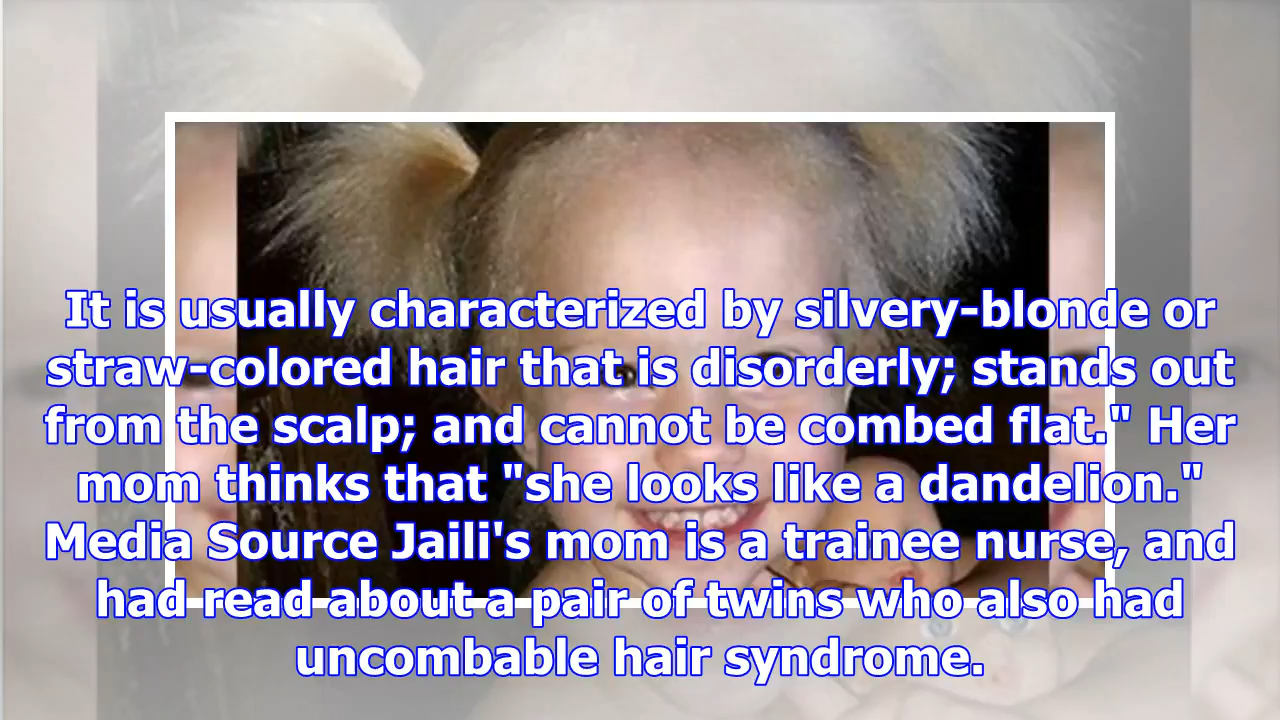 It is usually characterized by silvery-blonde or
straw-colored hair that is disorderly; stands out
from the scalp; and cannot be combed flat." Her
mom thinks that "she looks like a dandelion."
Media Source Jaili's mom is a trainee nurse, and
had read about a pair of twins who also had
uncombable hair syndrome.